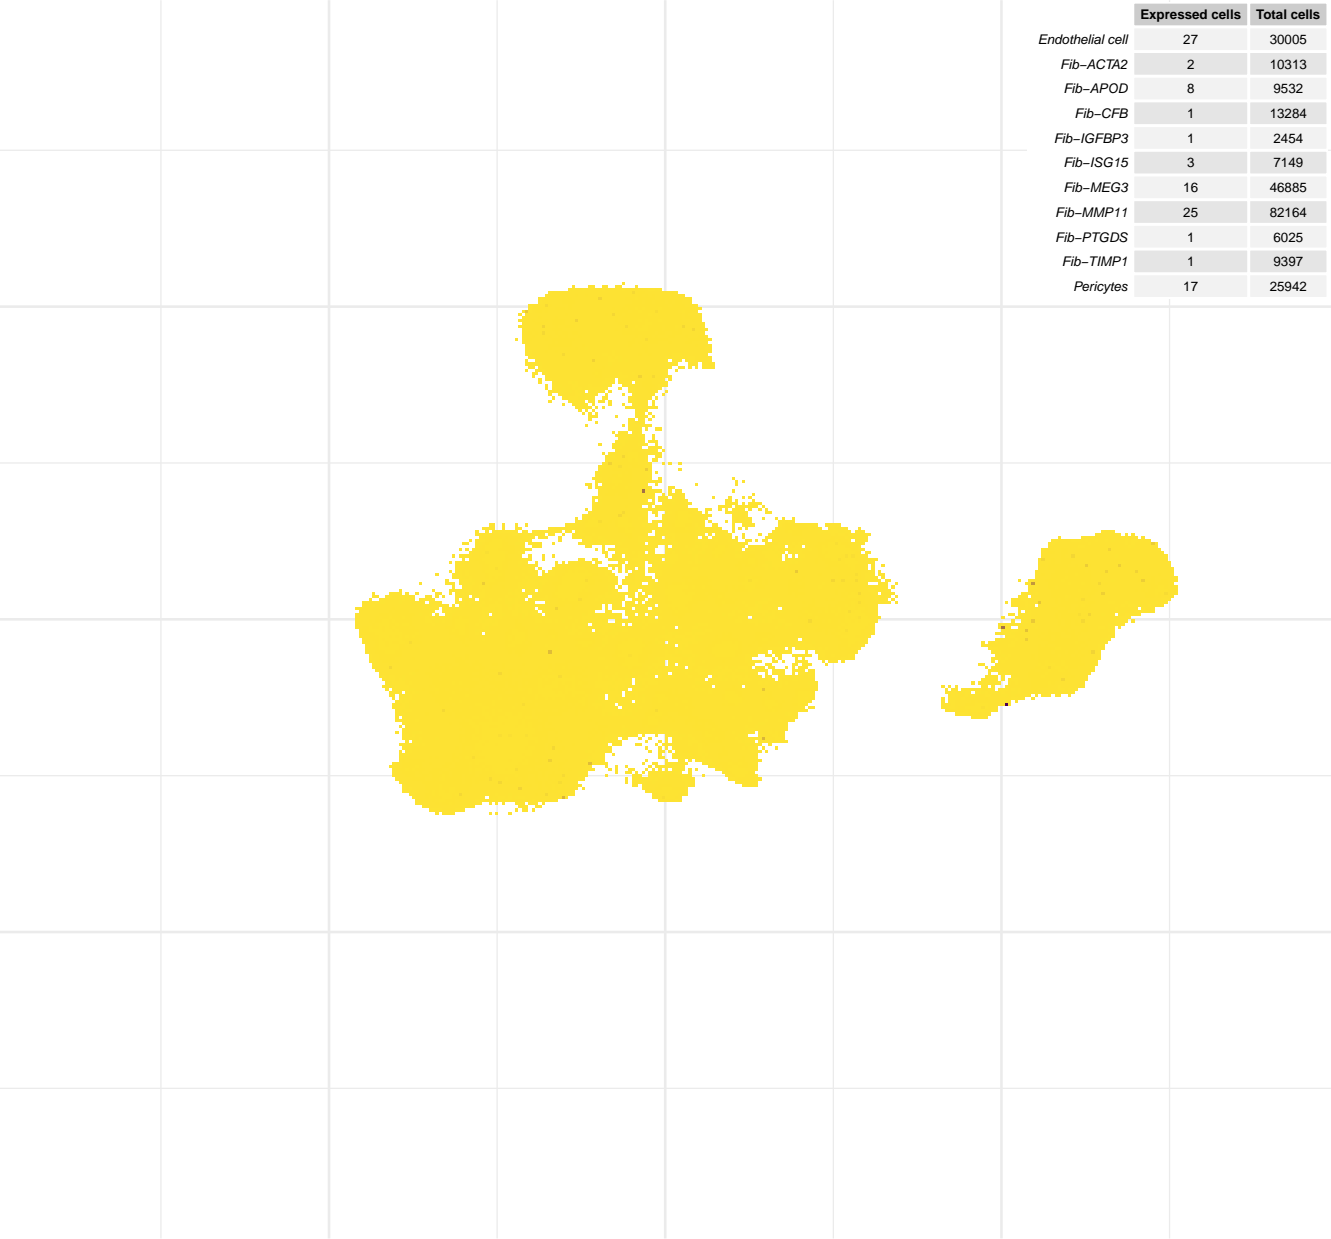 Expressed cells Total cells
Endothelial cell 27 30005
Fib−ACTA2 2 10313
Fib−APOD 8 9532
Fib−CFB 1 13284
Fib−IGFBP3 1 2454
Fib−ISG15 3 7149
Fib−MEG3 16 46885
Fib−MMP11 25 82164
Fib−PTGDS 1 6025
Fib−TIMP1 1 9397
Pericytes 17 25942